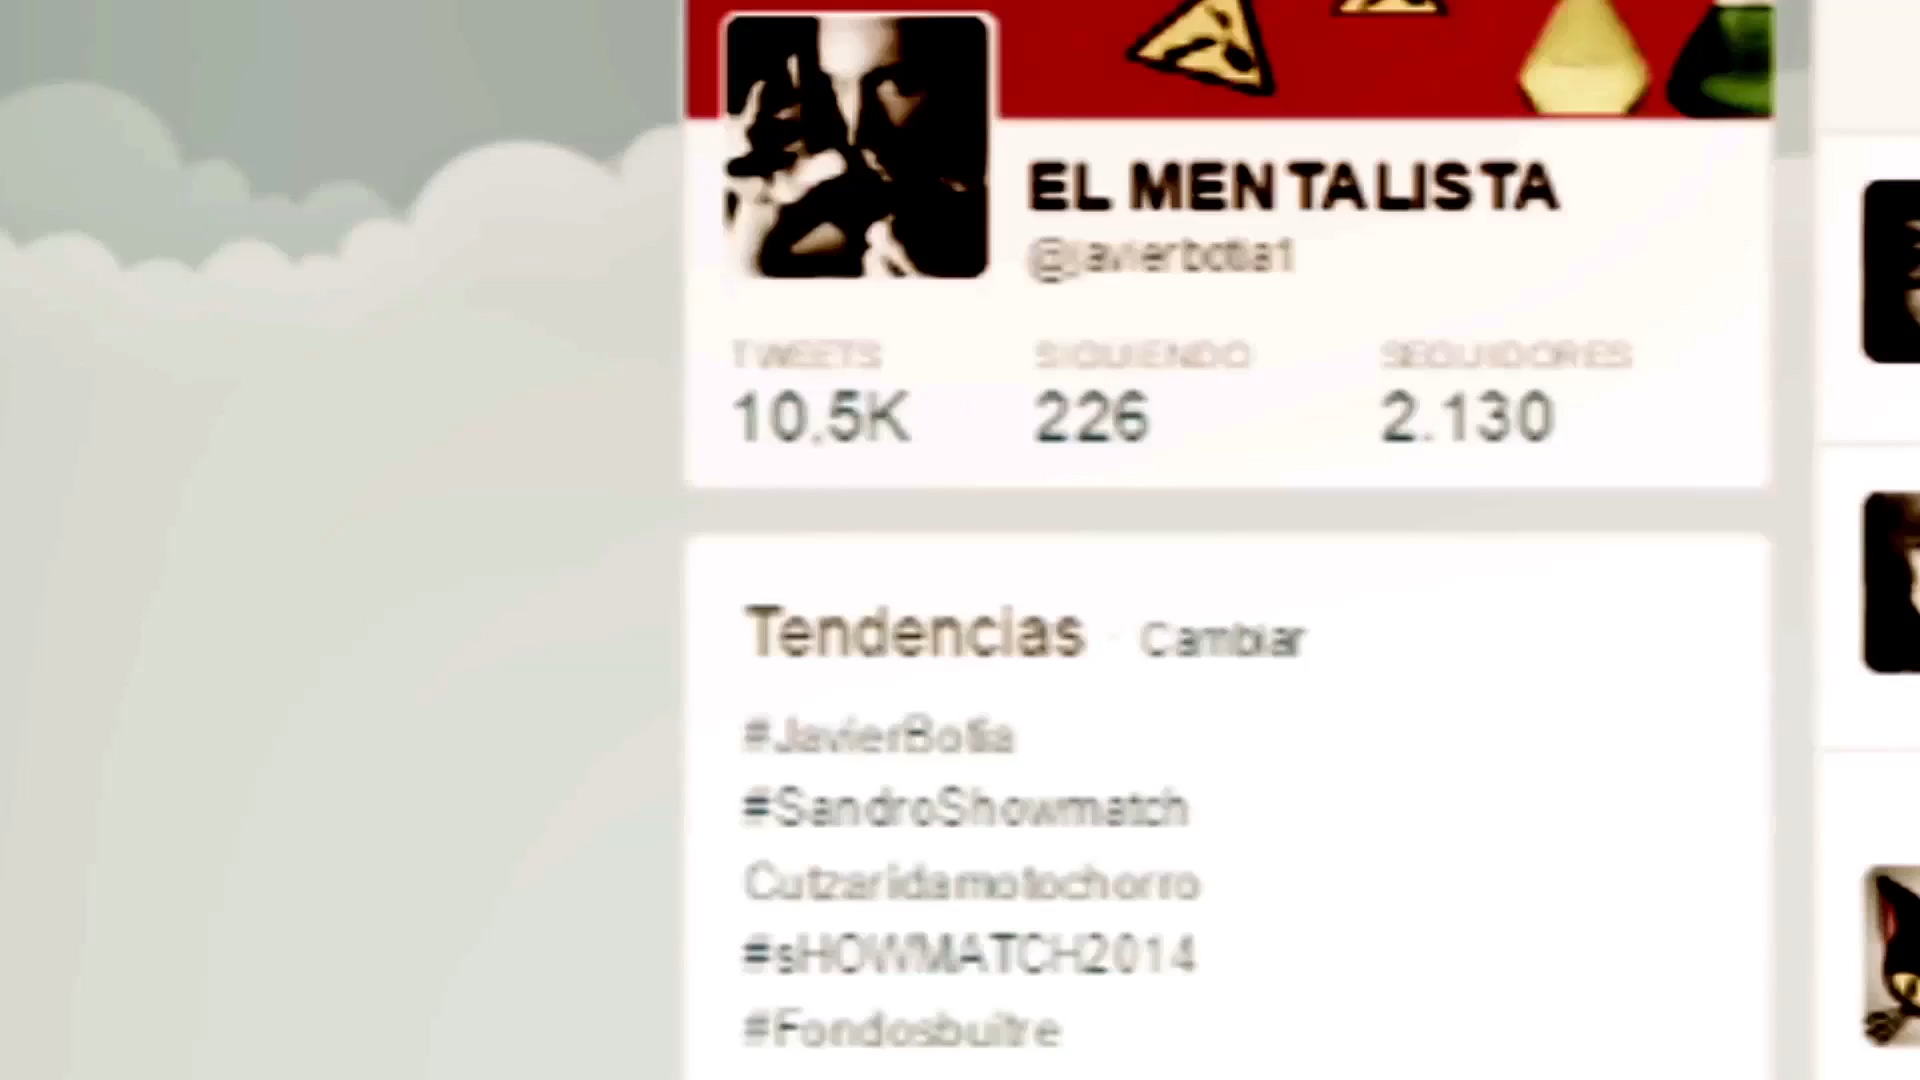 EL MENTALISTA
@javierbotia1
TWEETS SIGUIENDO SEGUIDORES
10,5K 226 2.130
Tendencias · Cambiar
#JavierBotia
#SandroShowmatch
Cutzaridamotochorro
#sHOWMATCH2014
#Fondosbuitre